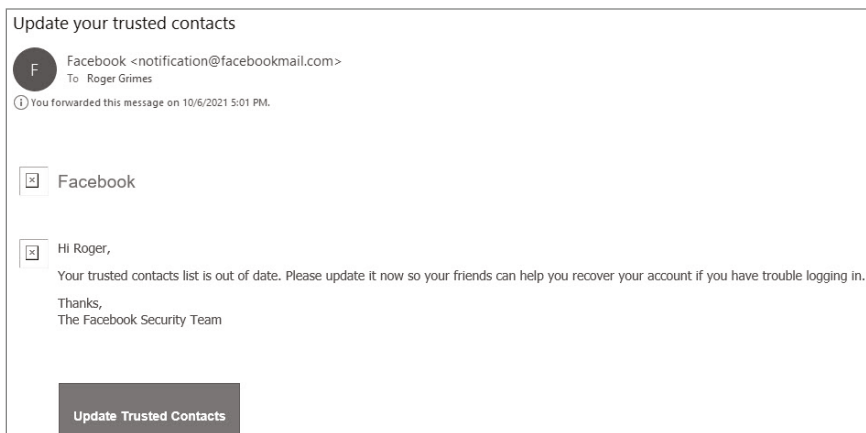 Update your trusted contacts
F
Facebook <notification@facebookmail.com>
To Roger Grimes
i You forwarded this message on 10/6/2021 5:01 PM.
Facebook
Hi Roger,
Your trusted contacts list is out of date. Please update it now so your friends can help you recover your account if you have trouble logging in.
Thanks,
The Facebook Security Team
Update Trusted Contacts